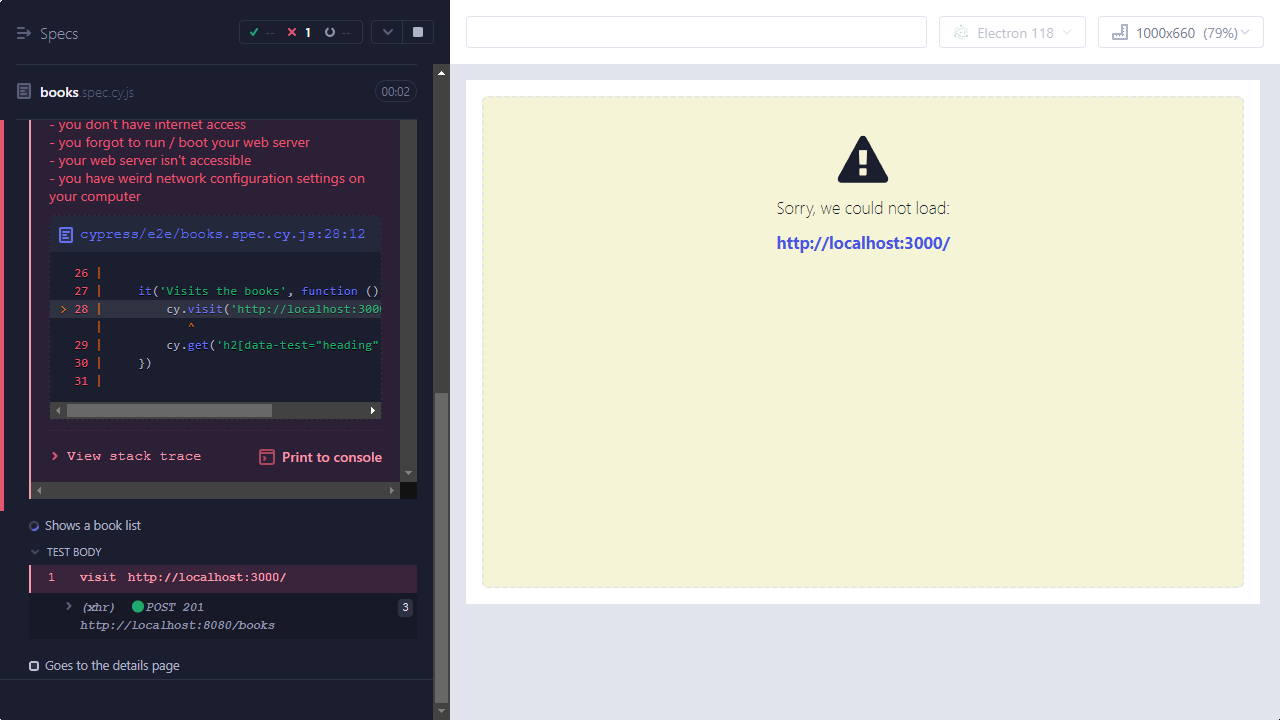 Specs
-- 1 --
Electron 118
1000x660 (79%)
books.spec.cy.js
00:02
- you don't have internet access
- you forgot to run / boot your web server
- your web server isn't accessible
- you have weird network configuration settings on
your computer
cypress/e2e/books.spec.cy.js:28:12
26 |
27 | it('Visits the books', function ()
> 28 | cy.visit('http://localhost:300
| ^
29 | cy.get('h2[data-test="heading"
30 | })
31 |
> View stack trace
Print to console
Shows a book list
TEST BODY
1 visit http://localhost:3000/
(xhr) POST 201
3
http://localhost:8080/books
Goes to the details page
Sorry, we could not load:
http://localhost:3000/